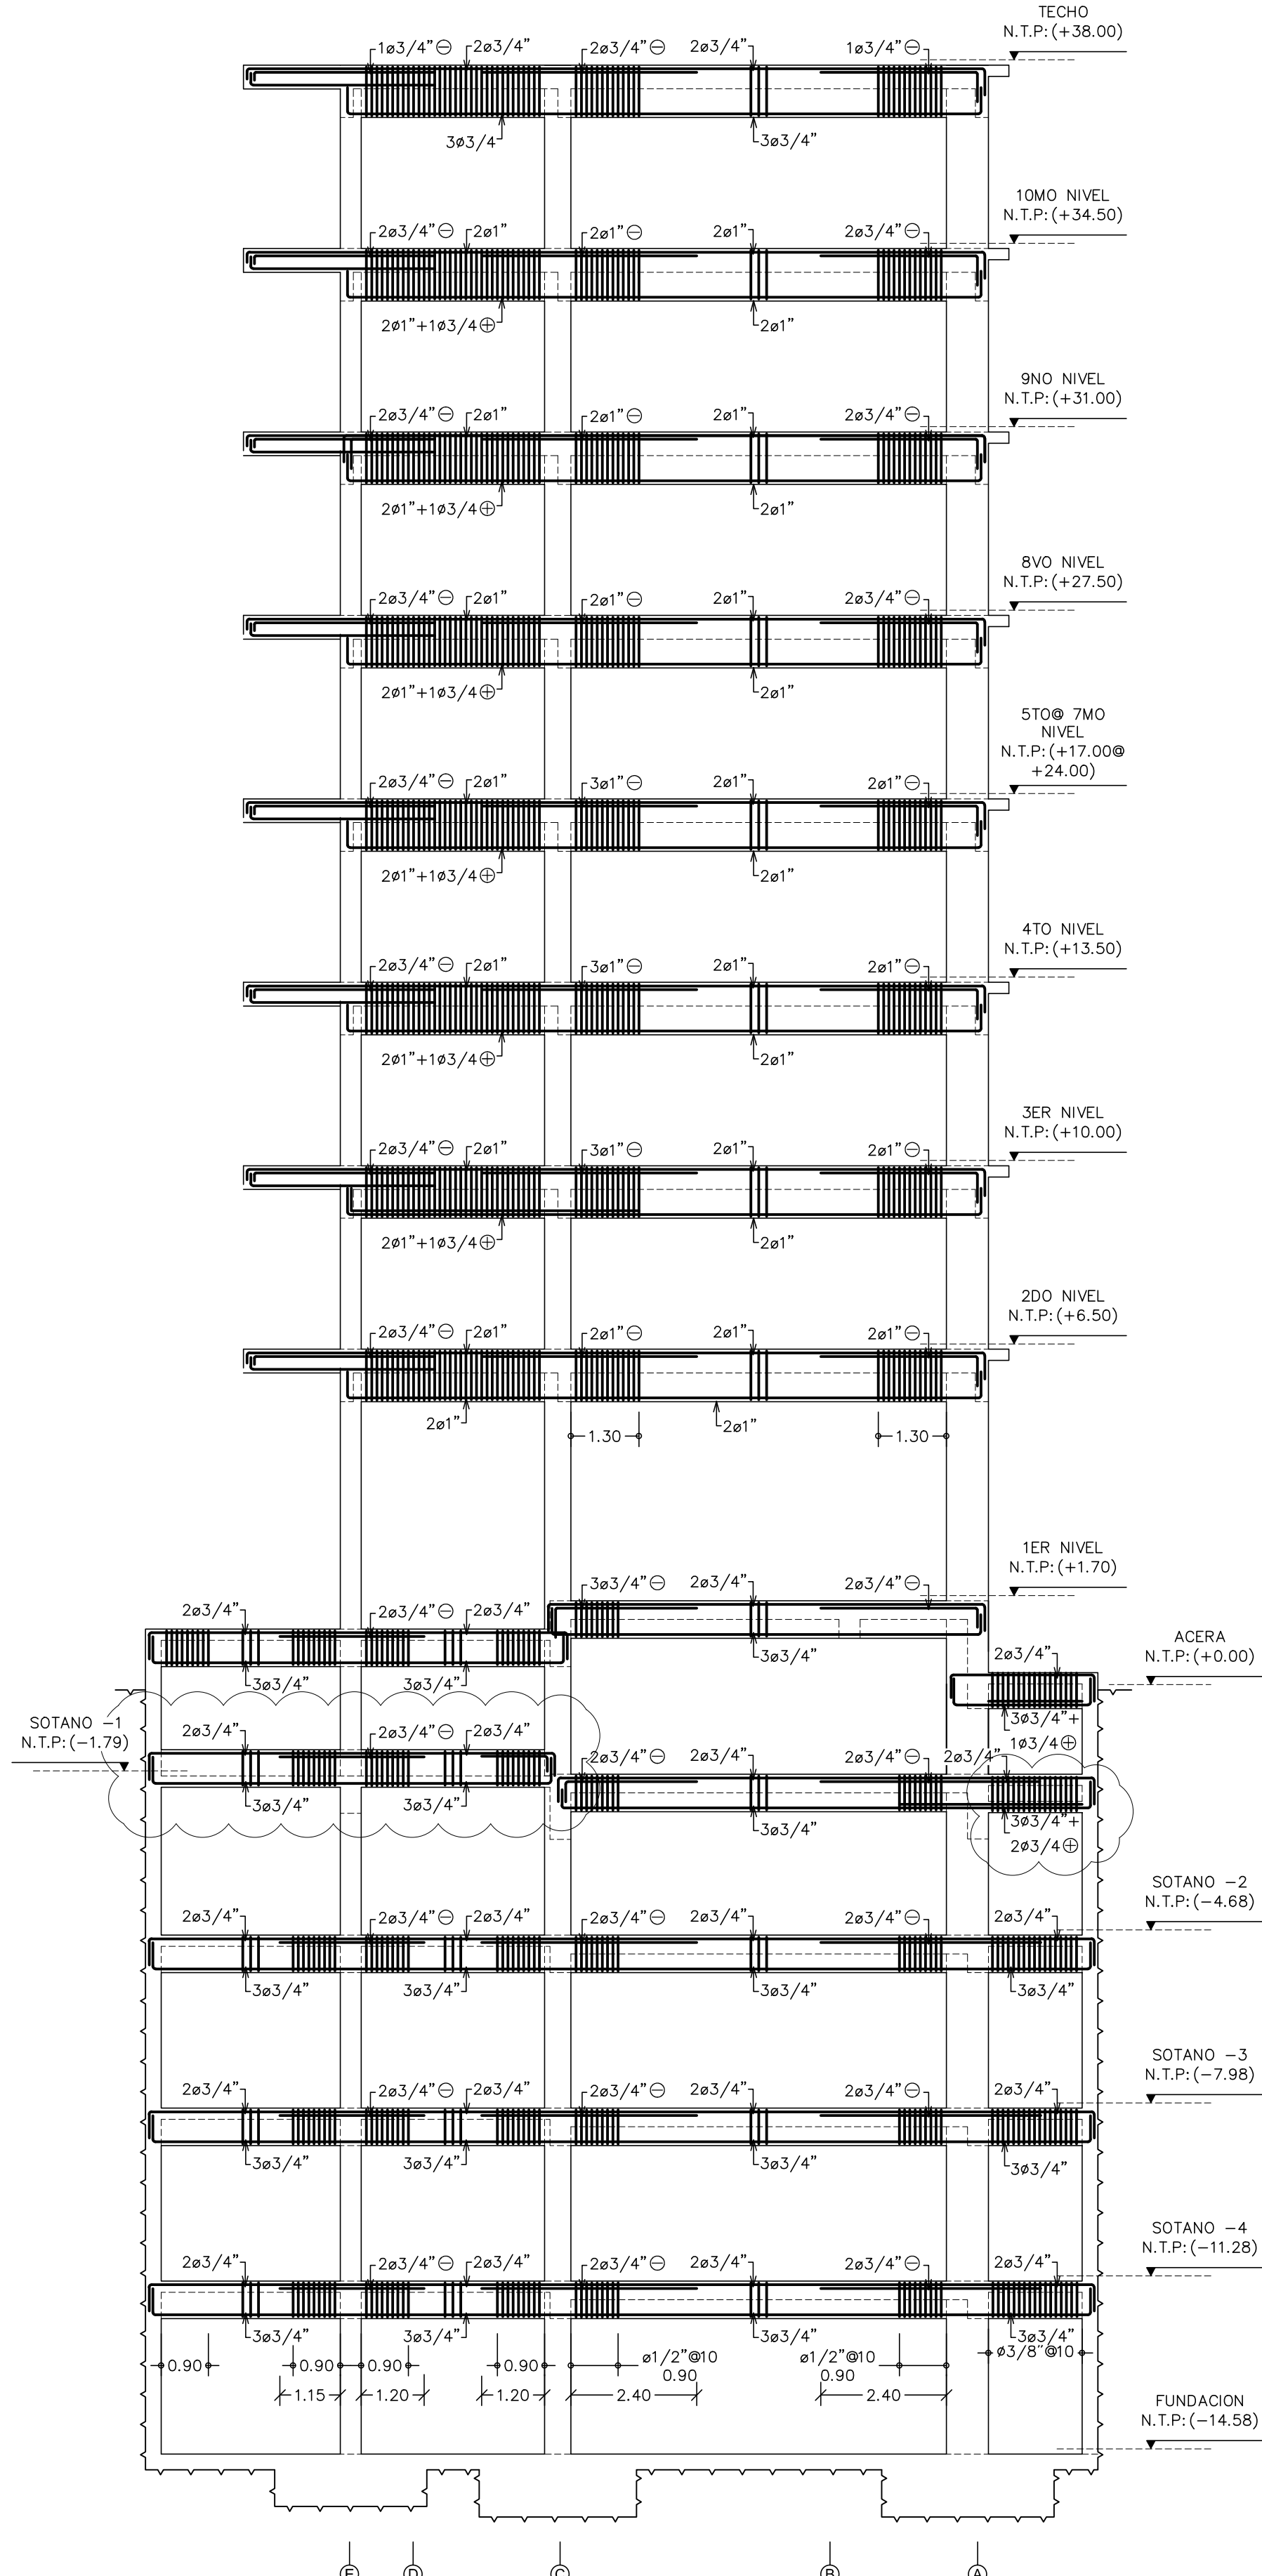 TECHO
N.T.P:(+38.00)
1ø3/4”⊖ 2ø3/4” 2ø3/4”⊖ 2ø3/4” 1ø3/4”⊖
3ø3/4 3ø3/4”
10MO NIVEL
N.T.P:(+34.50)
2ø3/4”⊖ 2ø1” 2ø1”⊖ 2ø1” 2ø3/4”⊖
2ø1”+1ø3/4⊕ 2ø1”
9NO NIVEL
N.T.P:(+31.00)
2ø3/4”⊖ 2ø1” 2ø1”⊖ 2ø1” 2ø3/4”⊖
2ø1”+1ø3/4⊕ 2ø1”
8VO NIVEL
N.T.P:(+27.50)
2ø3/4”⊖ 2ø1” 2ø1”⊖ 2ø1” 2ø3/4”⊖
2ø1”+1ø3/4⊕ 2ø1”
5TO@ 7MO
NIVEL
N.T.P:(+17.00@
+24.00)
2ø3/4”⊖ 2ø1” 3ø1”⊖ 2ø1” 2ø1”⊖
2ø1”+1ø3/4⊕ 2ø1”
4TO NIVEL
N.T.P:(+13.50)
2ø3/4”⊖ 2ø1” 3ø1”⊖ 2ø1” 2ø1”⊖
2ø1”+1ø3/4⊕ 2ø1”
3ER NIVEL
N.T.P:(+10.00)
2ø3/4”⊖ 2ø1” 3ø1”⊖ 2ø1” 2ø1”⊖
2ø1”+1ø3/4⊕ 2ø1”
2DO NIVEL
N.T.P:(+6.50)
2ø3/4”⊖ 2ø1” 2ø1”⊖ 2ø1” 2ø1”⊖
2ø1” 2ø1”
1.30 1.30
1ER NIVEL
N.T.P:(+1.70)
3ø3/4”⊖ 2ø3/4” 2ø3/4”⊖
3ø3/4”
2ø3/4” 2ø3/4”⊖ 2ø3/4”
3ø3/4” 3ø3/4”
ACERA
N.T.P:(+0.00)
2ø3/4”
3ø3/4”+
1ø3/4⊕
SOTANO -1
N.T.P:(-1.79)
2ø3/4” 2ø3/4”⊖ 2ø3/4”
3ø3/4” 3ø3/4”
2ø3/4”⊖ 2ø3/4” 2ø3/4”⊖ 2ø3/4”
3ø3/4” 3ø3/4”+
2ø3/4⊕
SOTANO -2
N.T.P:(-4.68)
2ø3/4” 2ø3/4”⊖ 2ø3/4” 2ø3/4”⊖ 2ø3/4” 2ø3/4”⊖ 2ø3/4”
3ø3/4” 3ø3/4” 3ø3/4” 3ø3/4”
SOTANO -3
N.T.P:(-7.98)
2ø3/4” 2ø3/4”⊖ 2ø3/4” 2ø3/4”⊖ 2ø3/4” 2ø3/4”⊖ 2ø3/4”
3ø3/4” 3ø3/4” 3ø3/4” 3ø3/4”
SOTANO -4
N.T.P:(-11.28)
2ø3/4” 2ø3/4”⊖ 2ø3/4” 2ø3/4”⊖ 2ø3/4” 2ø3/4”⊖ 2ø3/4”
3ø3/4” 3ø3/4” 3ø3/4” 3ø3/4”
0.90 0.90 0.90 0.90 ø1/2”@10 ø1/2”@10 ø3/8”@10
0.90 0.90
1.15 1.20 1.20 2.40 2.40
FUNDACION
N.T.P:(-14.58)
E D C B A